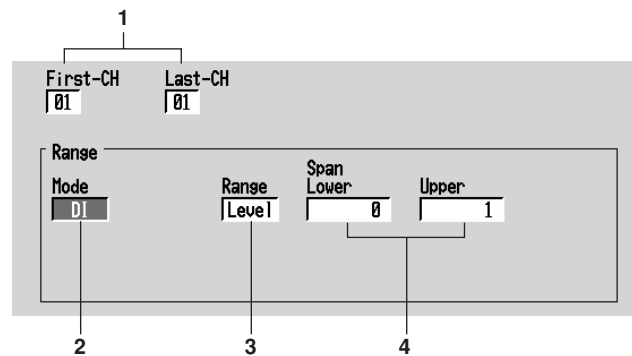 1
First-CH Last-CH
01 01
Range
Span
Mode Range Lower Upper
DI Level 0 1
2 3 4